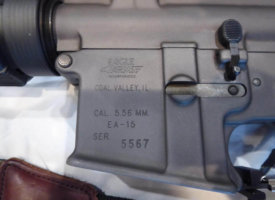 EAGLE
ARMS
COAL VALLEY, IL
CAL. 5.56 MM.
EA-15
SER. 5567